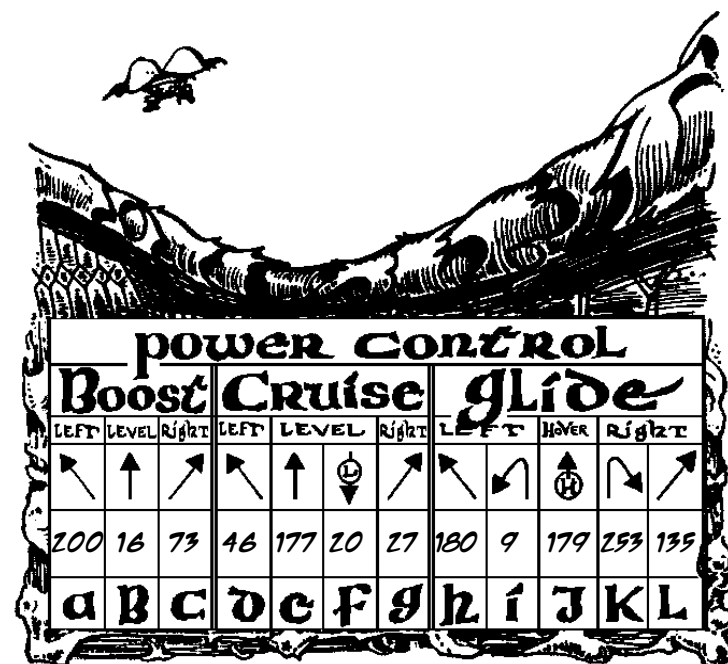 power control
Boost Cruise glide
LEFT LEVEL Right LEFT LEVEL Right LEFT HOVER Right
L H
200 16 73 46 177 20 27 180 9 179 253 135
a B C d e F g h i J K L